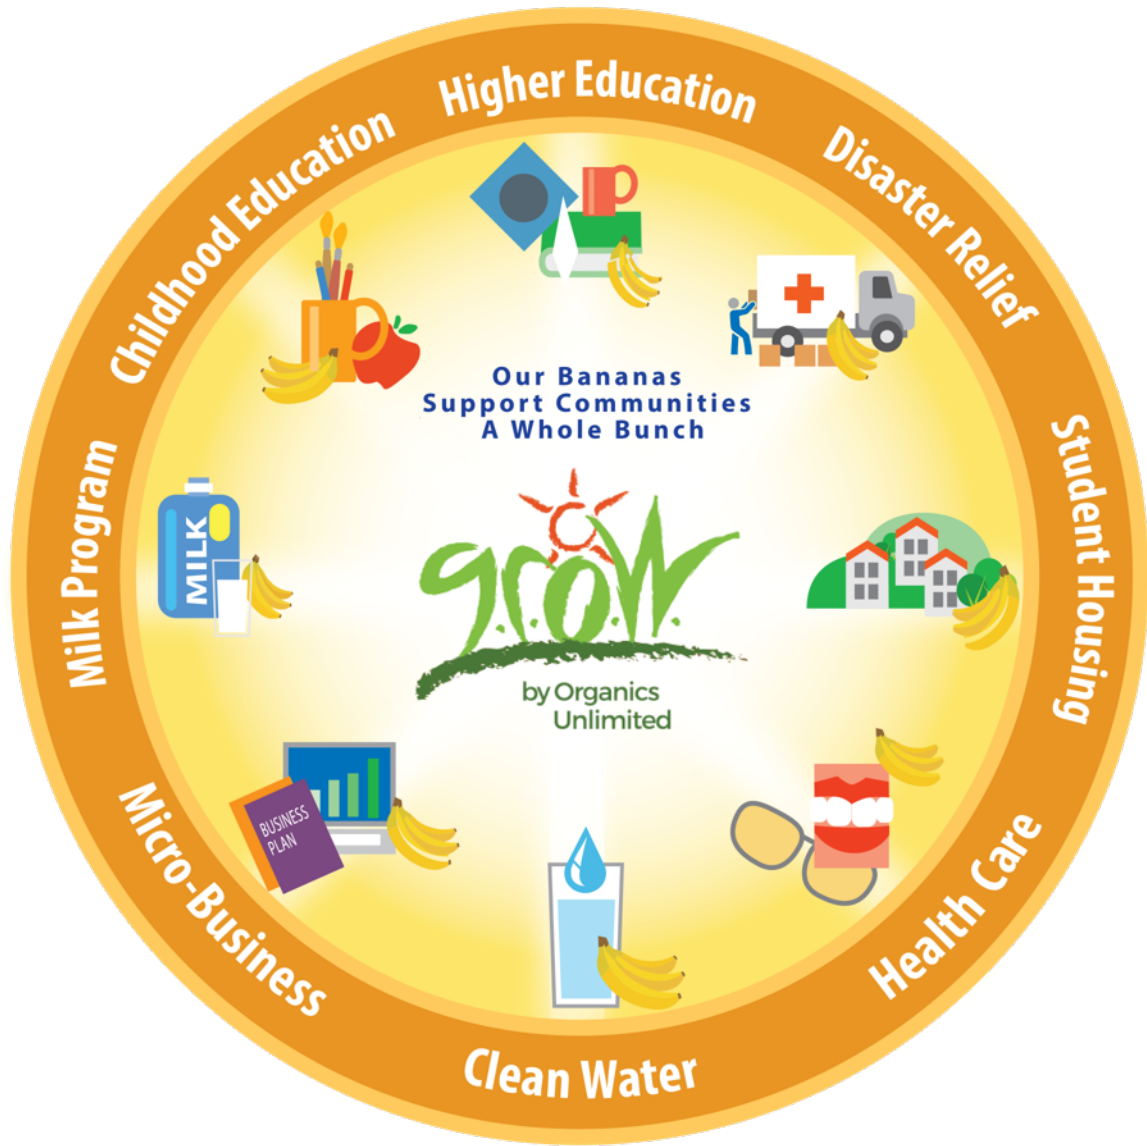 Higher Education
Disaster Relief
Student Housing
Health Care
Clean Water
Micro-Business
Milk Program
Childhood Education
Our Bananas
Support Communities
A Whole Bunch
g.r.o.w.
by Organics
Unlimited
MILK
BUSINESS
PLAN